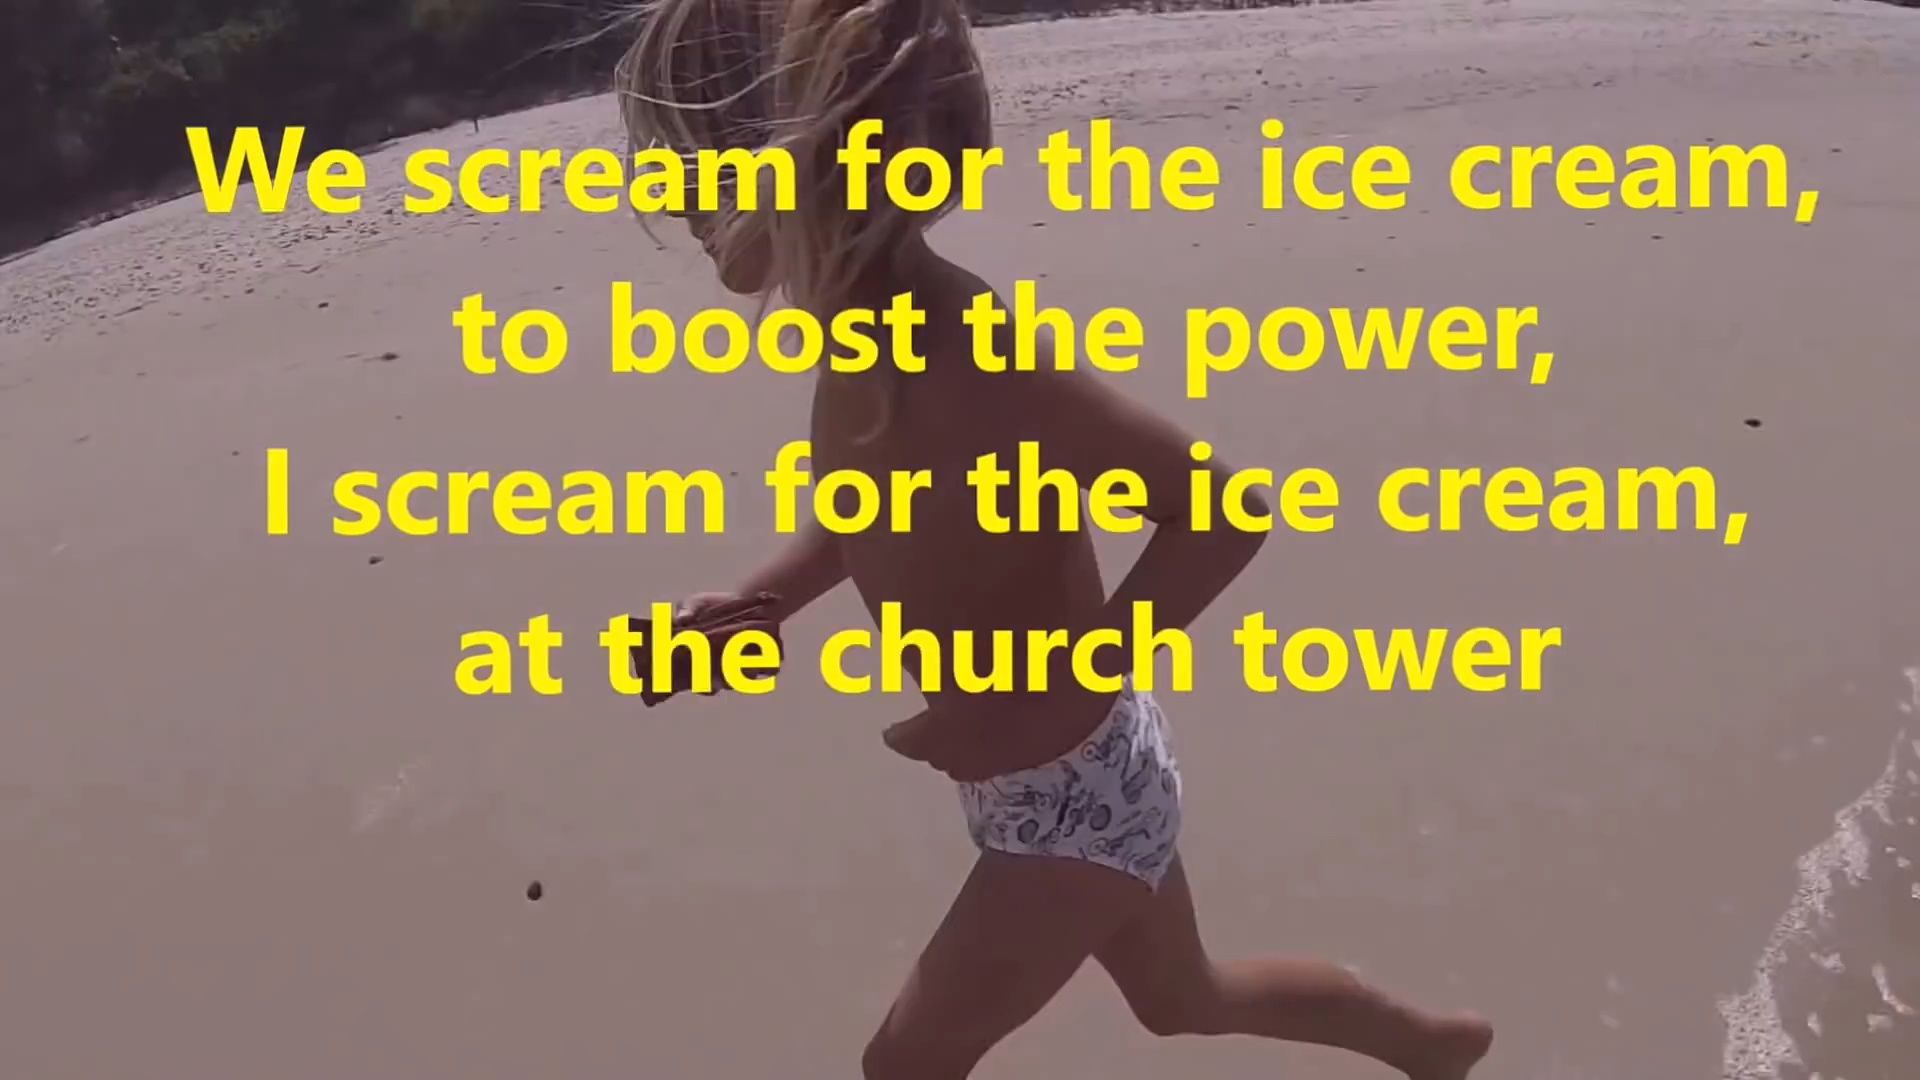 We scream for the ice cream,
to boost the power,
I scream for the ice cream,
at the church tower